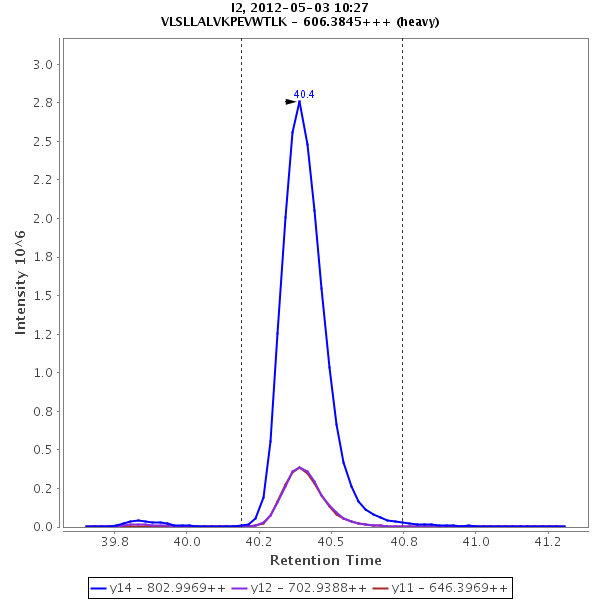 I2, 2012-05-03 10:27
VLSLLALVKPEVWTLK - 606.3845+++ (heavy)
40.4
3.0
2.8
2.5
2.2
2.0
1.8
1.5
1.2
1.0
0.8
0.5
0.2
0.0
Intensity 10^6
39.8 40.0 40.2 40.5 40.8 41.0 41.2
Retention Time
y14 - 802.9969++ y12 - 702.9388++ y11 - 646.3969++